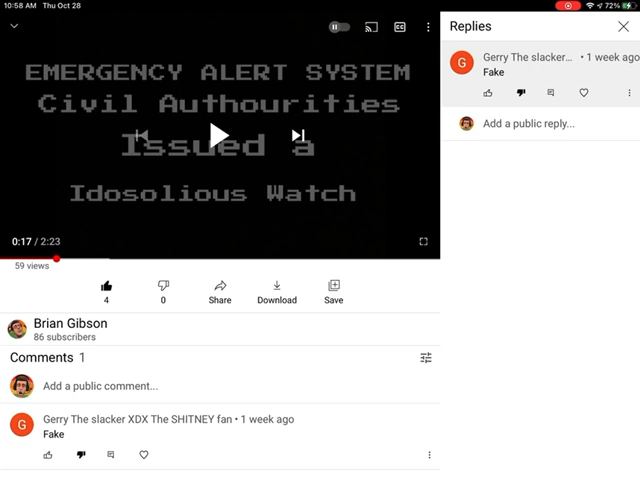 10:58 AM Thu Oct 28
72%
EMERGENCY ALERT SYSTEM
Civil Authourities
Issued a
Idosolious Watch
0:17 / 2:23
59 views
4
0
Share
Download
Save
Brian Gibson
86 subscribers
Comments 1
Add a public comment...
G
Gerry The slacker XDX The SHITNEY fan • 1 week ago
Fake
Replies
G
Gerry The slacker... • 1 week ago
Fake
Add a public reply...
CC